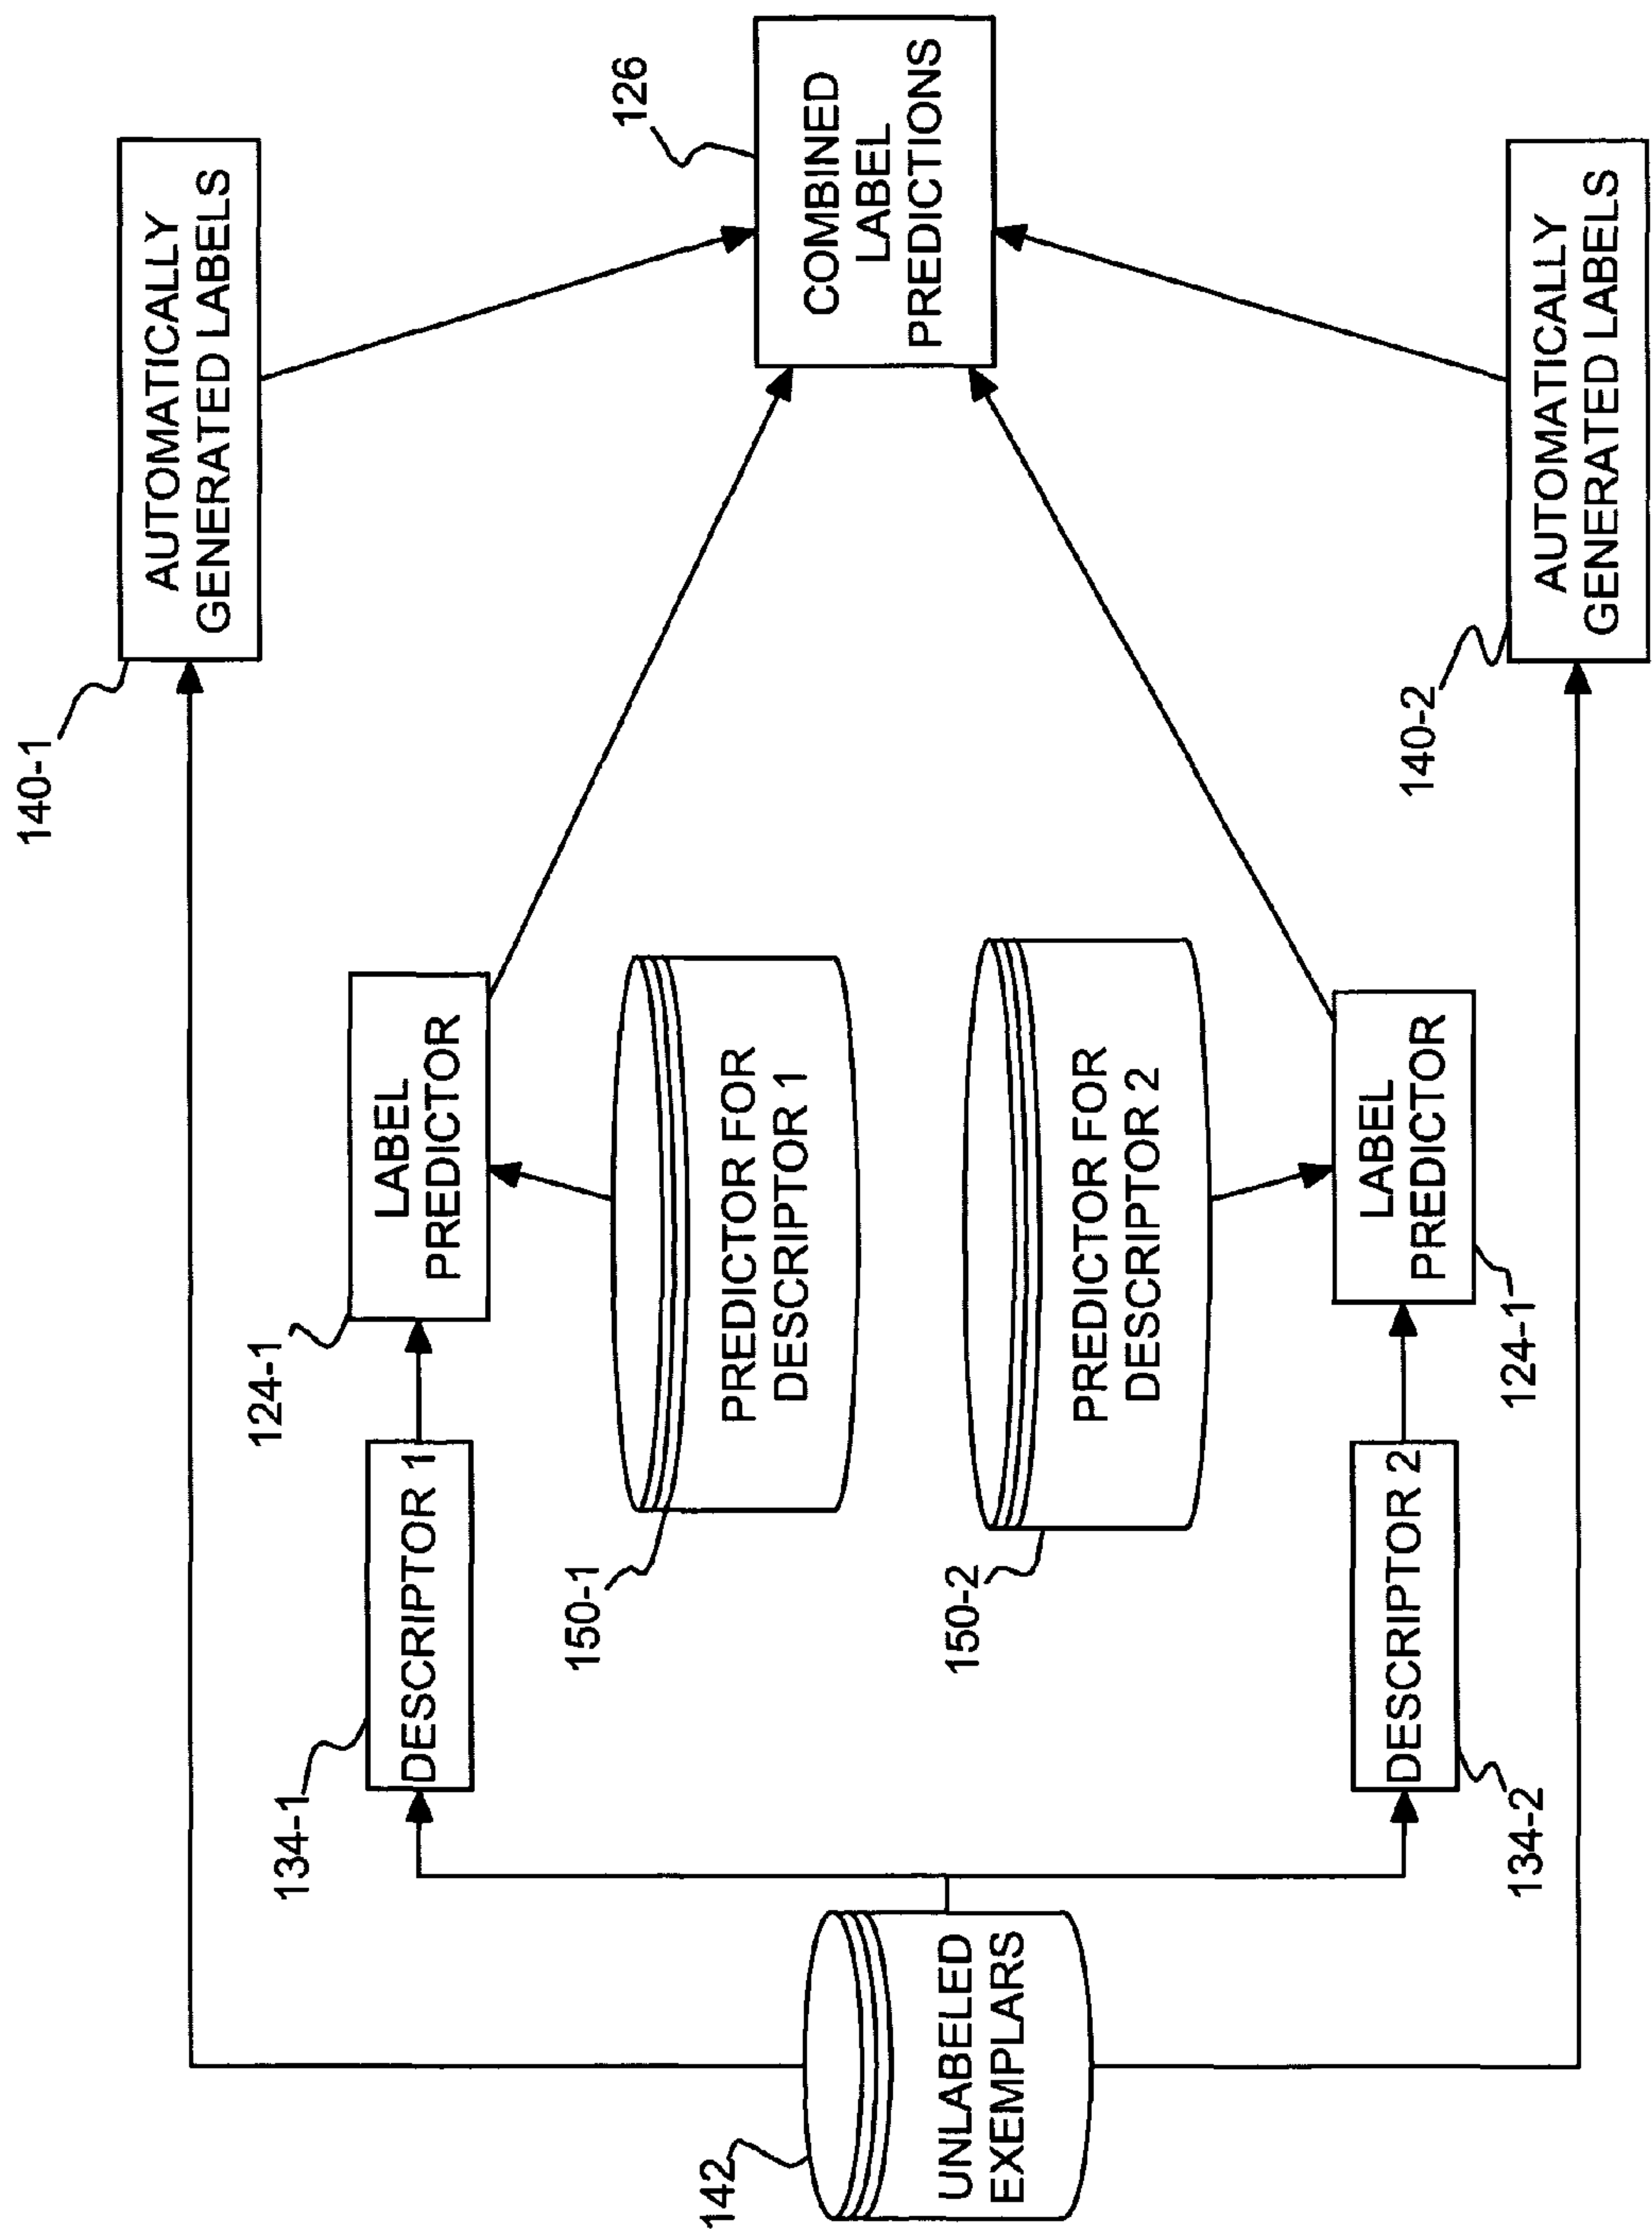 140-1
AUTOMATICALLY
GENERATED LABELS
126
COMBINED
LABEL
PREDICTIONS
124-1
LABEL
PREDICTOR
134-1
DESCRIPTOR 1
150-1
PREDICTOR FOR
DESCRIPTOR 1
142
UNLABELED
EXEMPLARS
150-2
PREDICTOR FOR
DESCRIPTOR 2
134-2
DESCRIPTOR 2
124-1
LABEL
PREDICTOR
140-2
AUTOMATICALLY
GENERATED LABELS